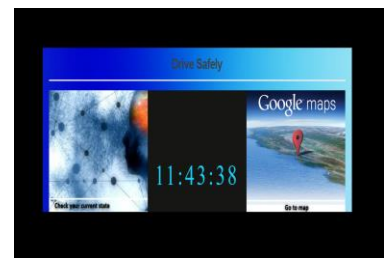 Drive Safely
Google maps
11:43:38
Check your current state
Go to map